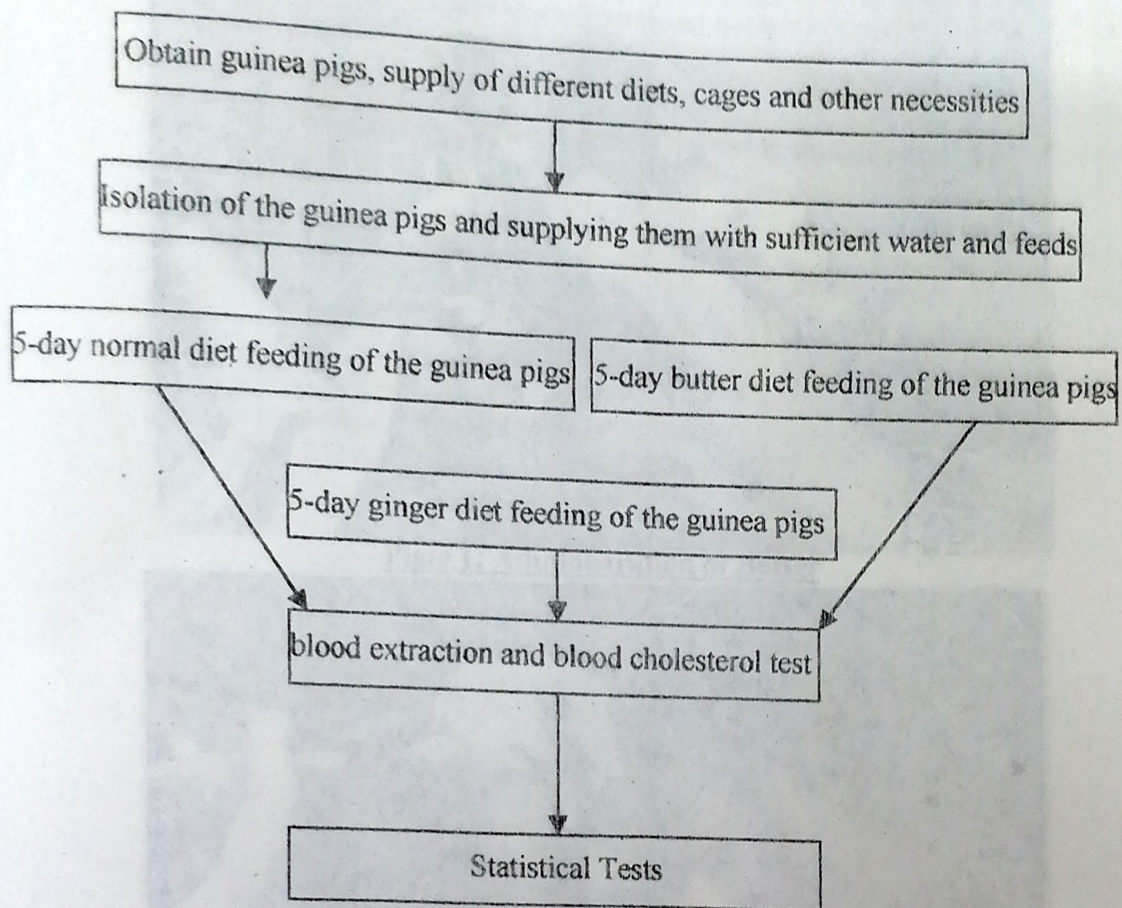 Obtain guinea pigs, supply of different diets, cages and other necessities
Isolation of the guinea pigs and supplying them with sufficient water and feeds
5-day normal diet feeding of the guinea pigs
5-day butter diet feeding of the guinea pigs
5-day ginger diet feeding of the guinea pigs
blood extraction and blood cholesterol test
Statistical Tests